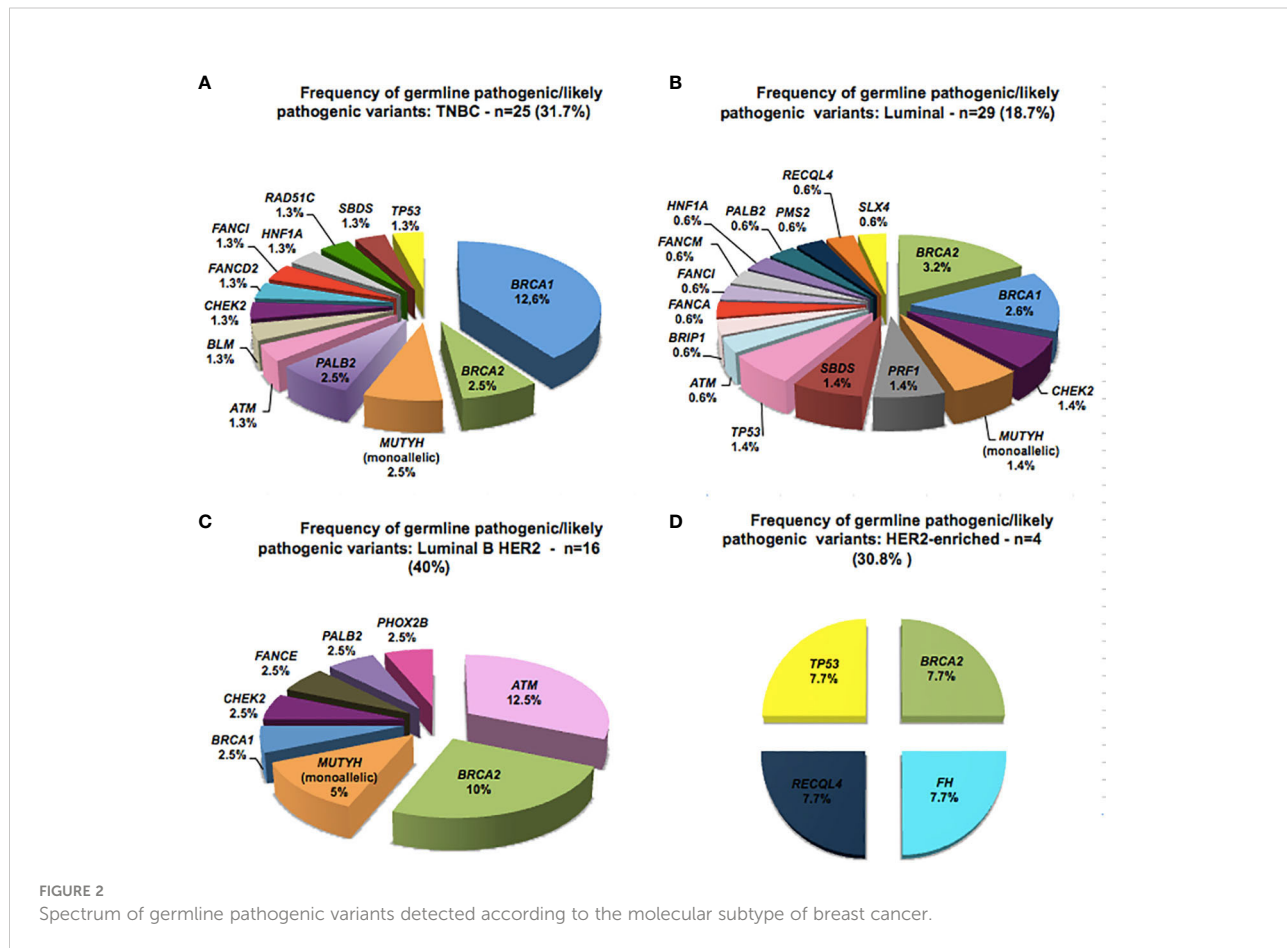 A
Frequency of germline pathogenic/likely
pathogenic variants: TNBC - n=25 (31.7%)
RAD51C
1.3%
SBDS
1.3%
TP53
1.3%
FANCI
1.3%
HNF1A
1.3%
FANCD2
1.3%
CHEK2
1.3%
BLM
1.3%
ATM
1.3%
PALB2
2.5%
MUTYH
(monoallelic)
2.5%
BRCA2
2.5%
BRCA1
12,6%
B
Frequency of germline pathogenic/likely
pathogenic variants: Luminal - n=29 (18.7%)
RECQL4
0.6%
SLX4
0.6%
HNF1A
0.6%
PALB2
0.6%
PMS2
0.6%
FANCM
0.6%
FANCI
0.6%
FANCA
0.6%
BRIP1
0.6%
ATM
0.6%
TP53
1.4%
SBDS
1.4%
PRF1
1.4%
MUTYH
(monoallelic)
1.4%
CHEK2
1.4%
BRCA1
2.6%
BRCA2
3.2%
C
Frequency of germline pathogenic/likely
pathogenic variants: Luminal B HER2 - n=16
(40%)
PHOX2B
2.5%
PALB2
2.5%
FANCE
2.5%
CHEK2
2.5%
BRCA1
2.5%
MUTYH
(monoallelic)
5%
BRCA2
10%
ATM
12.5%
D
Frequency of germline pathogenic/likely
pathogenic variants: HER2-enriched - n=4
(30.8% )
TP53
7.7%
BRCA2
7.7%
RECQL4
7.7%
FH
7.7%
FIGURE 2
Spectrum of germline pathogenic variants detected according to the molecular subtype of breast cancer.